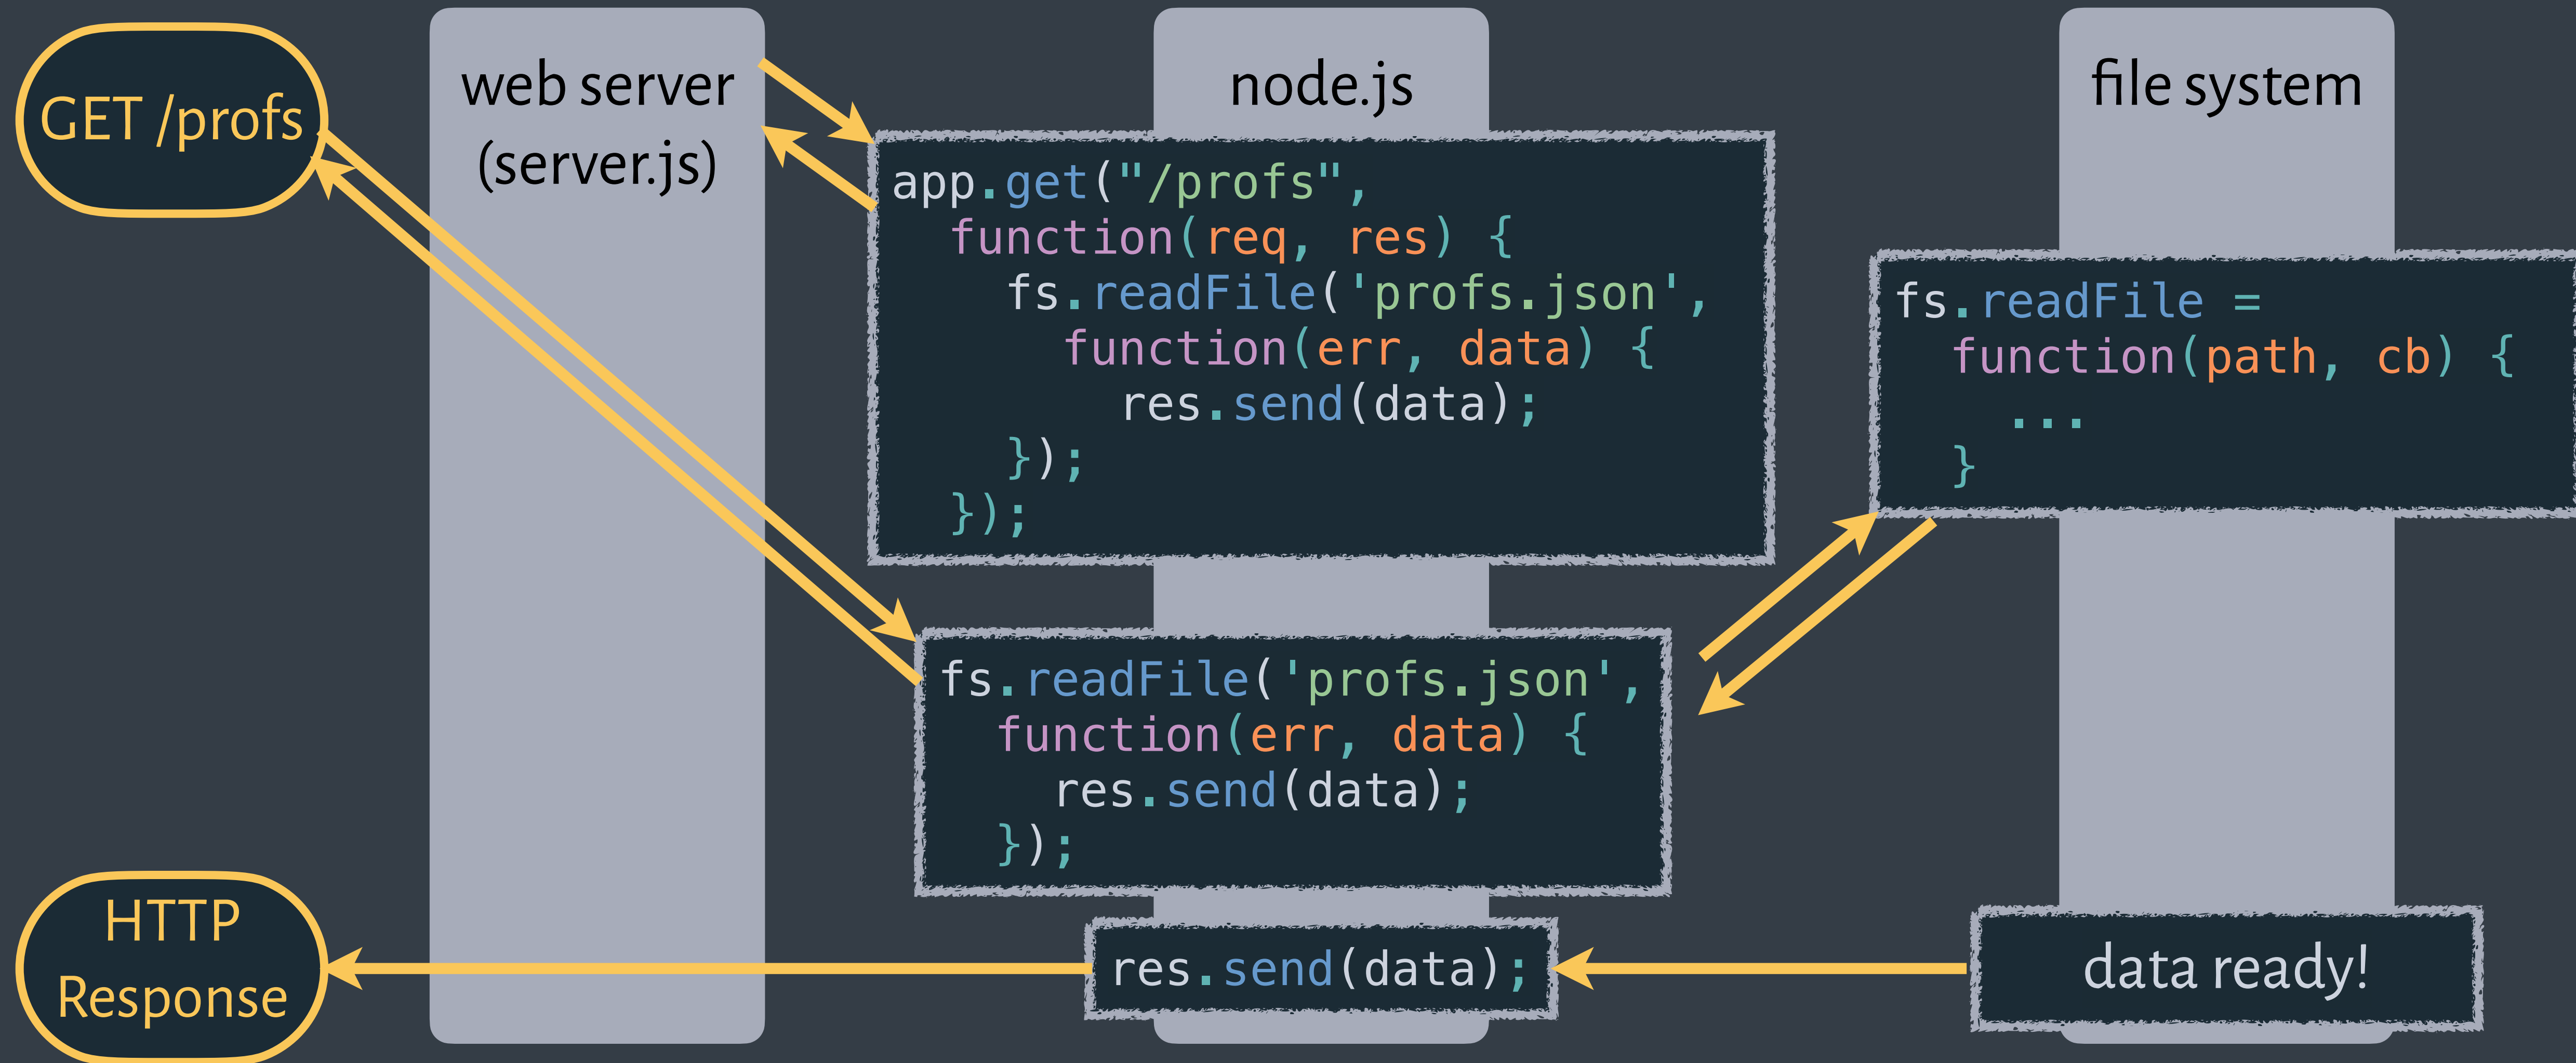 GET /profs
web server
(server.js)
node.js
file system
app.get("/profs",
  function(req, res) {
    fs.readFile('profs.json',
      function(err, data) {
        res.send(data);
    });
  });
fs.readFile =
  function(path, cb) {
    ...
  }
fs.readFile('profs.json',
  function(err, data) {
    res.send(data);
  });
HTTP
Response
res.send(data);
data ready!